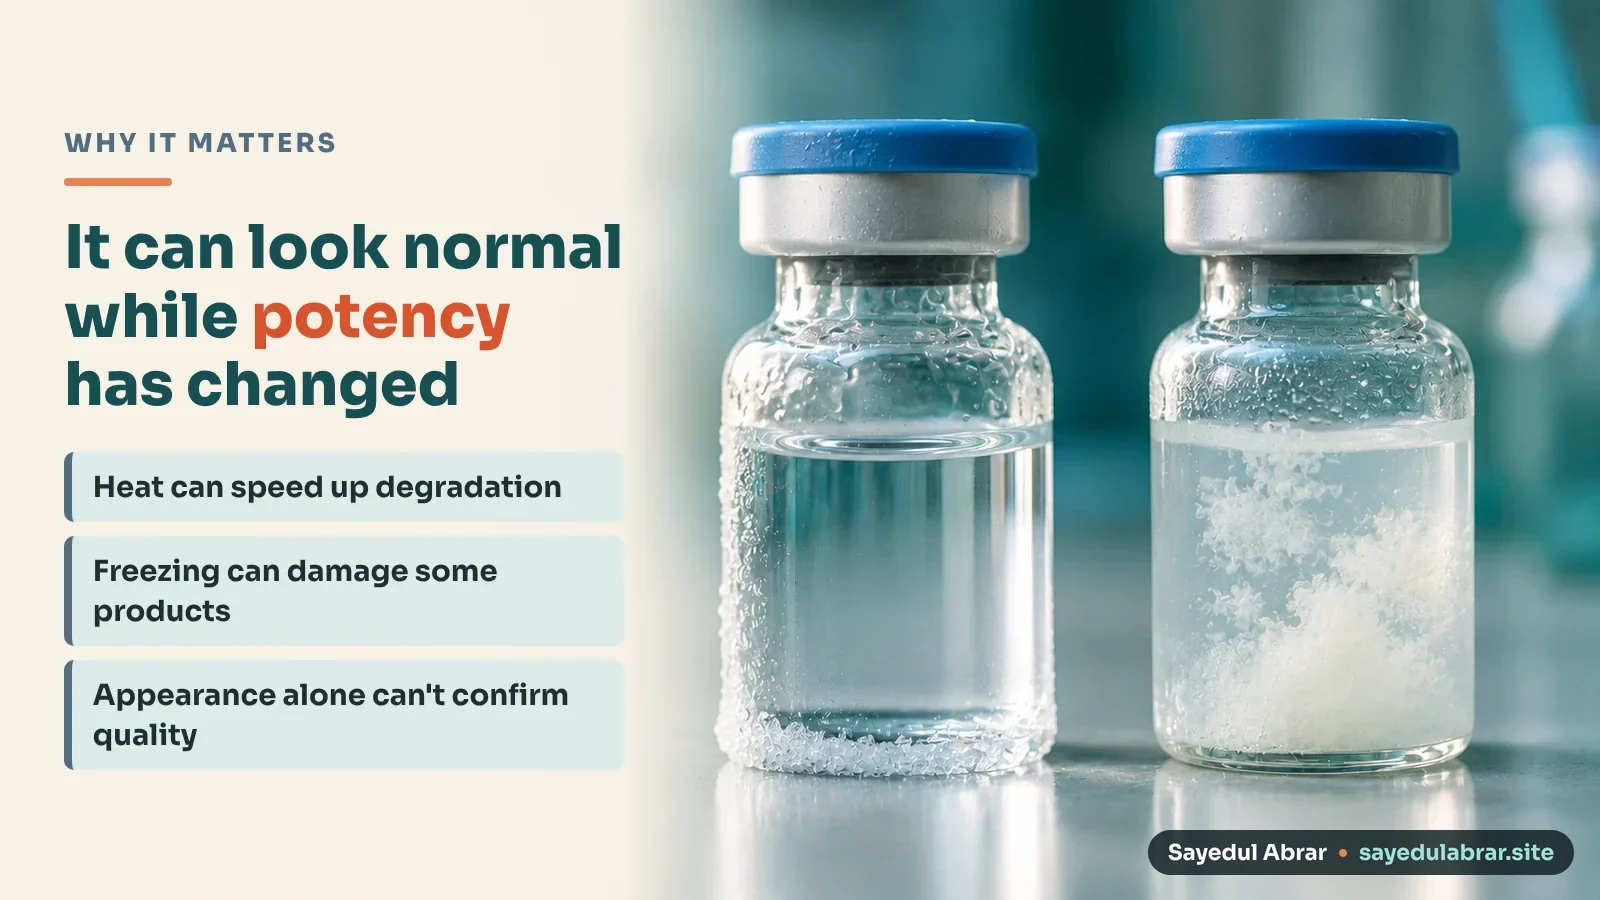 WHY IT MATTERS
It can look normal
while potency
has changed
Heat can speed up degradation
Freezing can damage some
products
Appearance alone can't confirm
quality
Sayedul Abrar • sayedulabrar.site